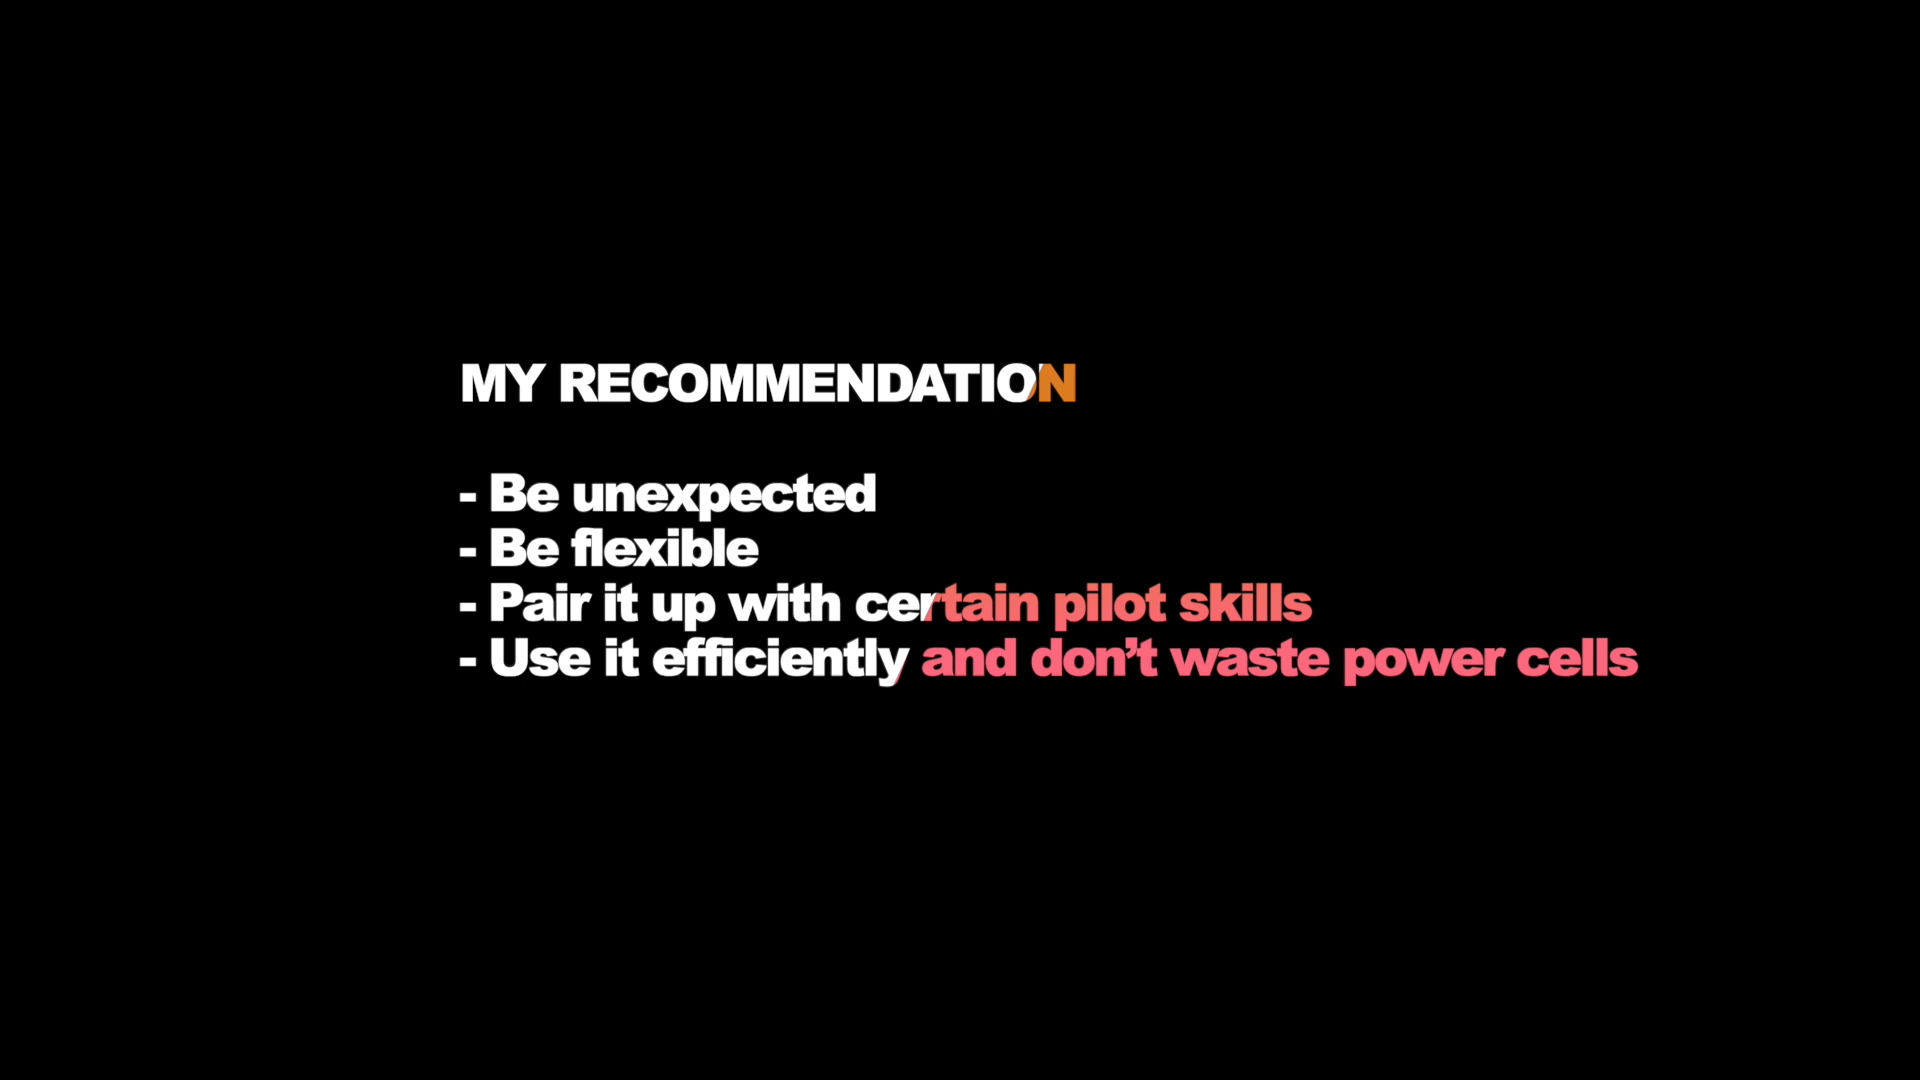 MY RECOMMENDATION
- Be unexpected
- Be flexible
- Pair it up with certain pilot skills
- Use it efficiently and don’t waste power cells